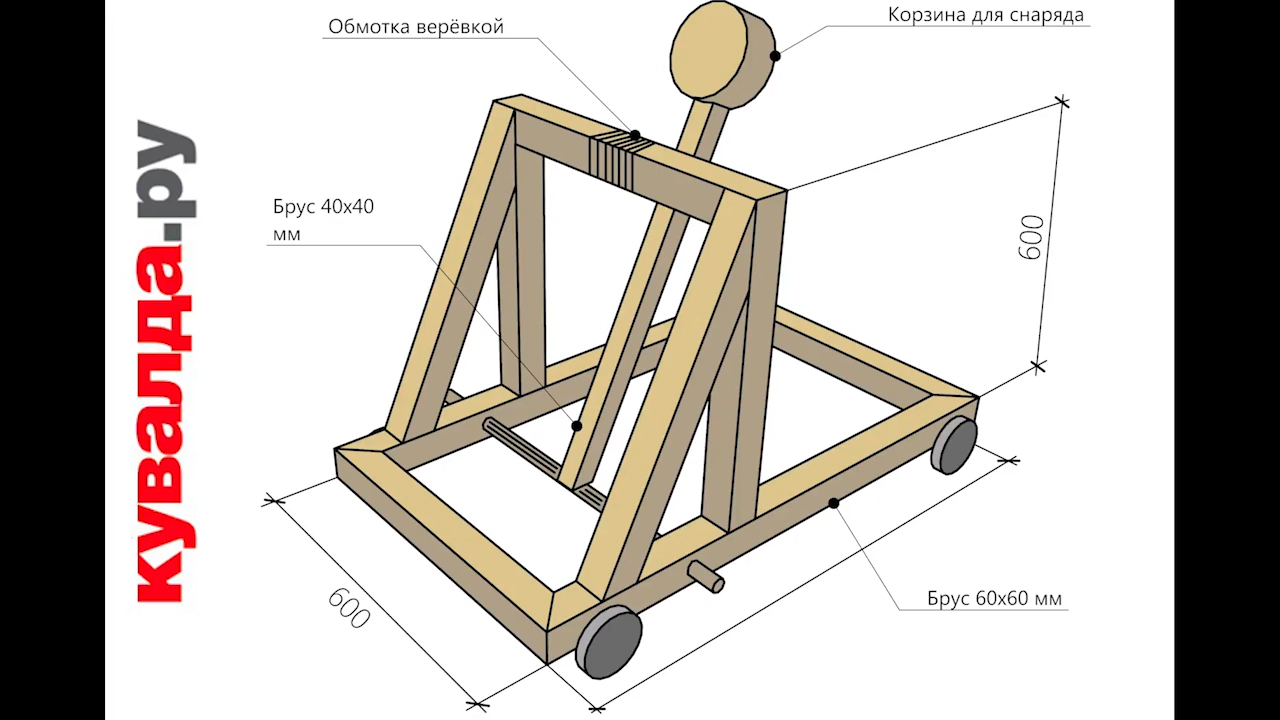 Обмотка верёвкой
Корзина для снаряда
Брус 40х40
мм
600
600
Брус 60х60 мм
кувалда.ру